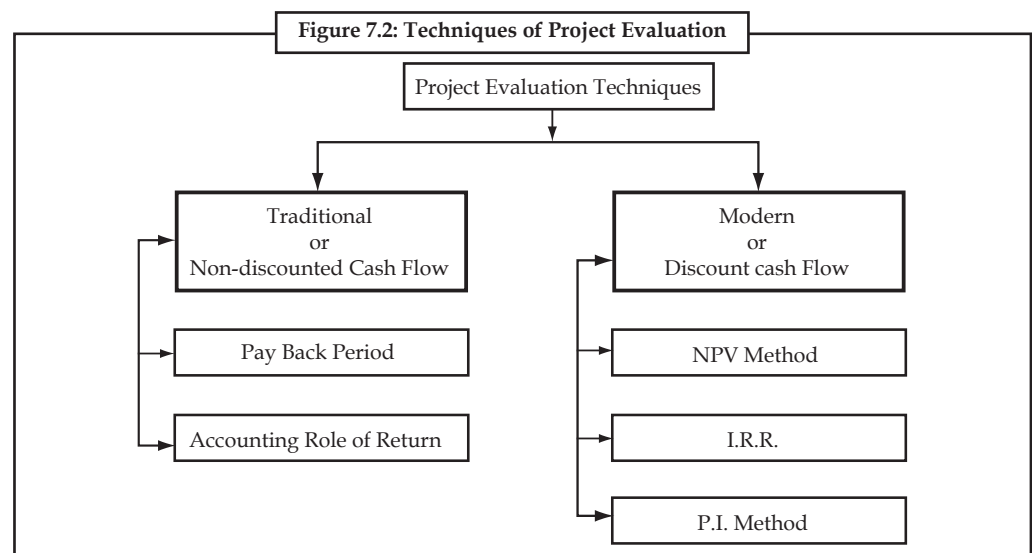 Figure 7.2: Techniques of Project Evaluation
Project Evaluation Techniques
Traditional
or
Non-discounted Cash Flow
Pay Back Period
Accounting Role of Return
Modern
or
Discount cash Flow
NPV Method
I.R.R.
P.I. Method